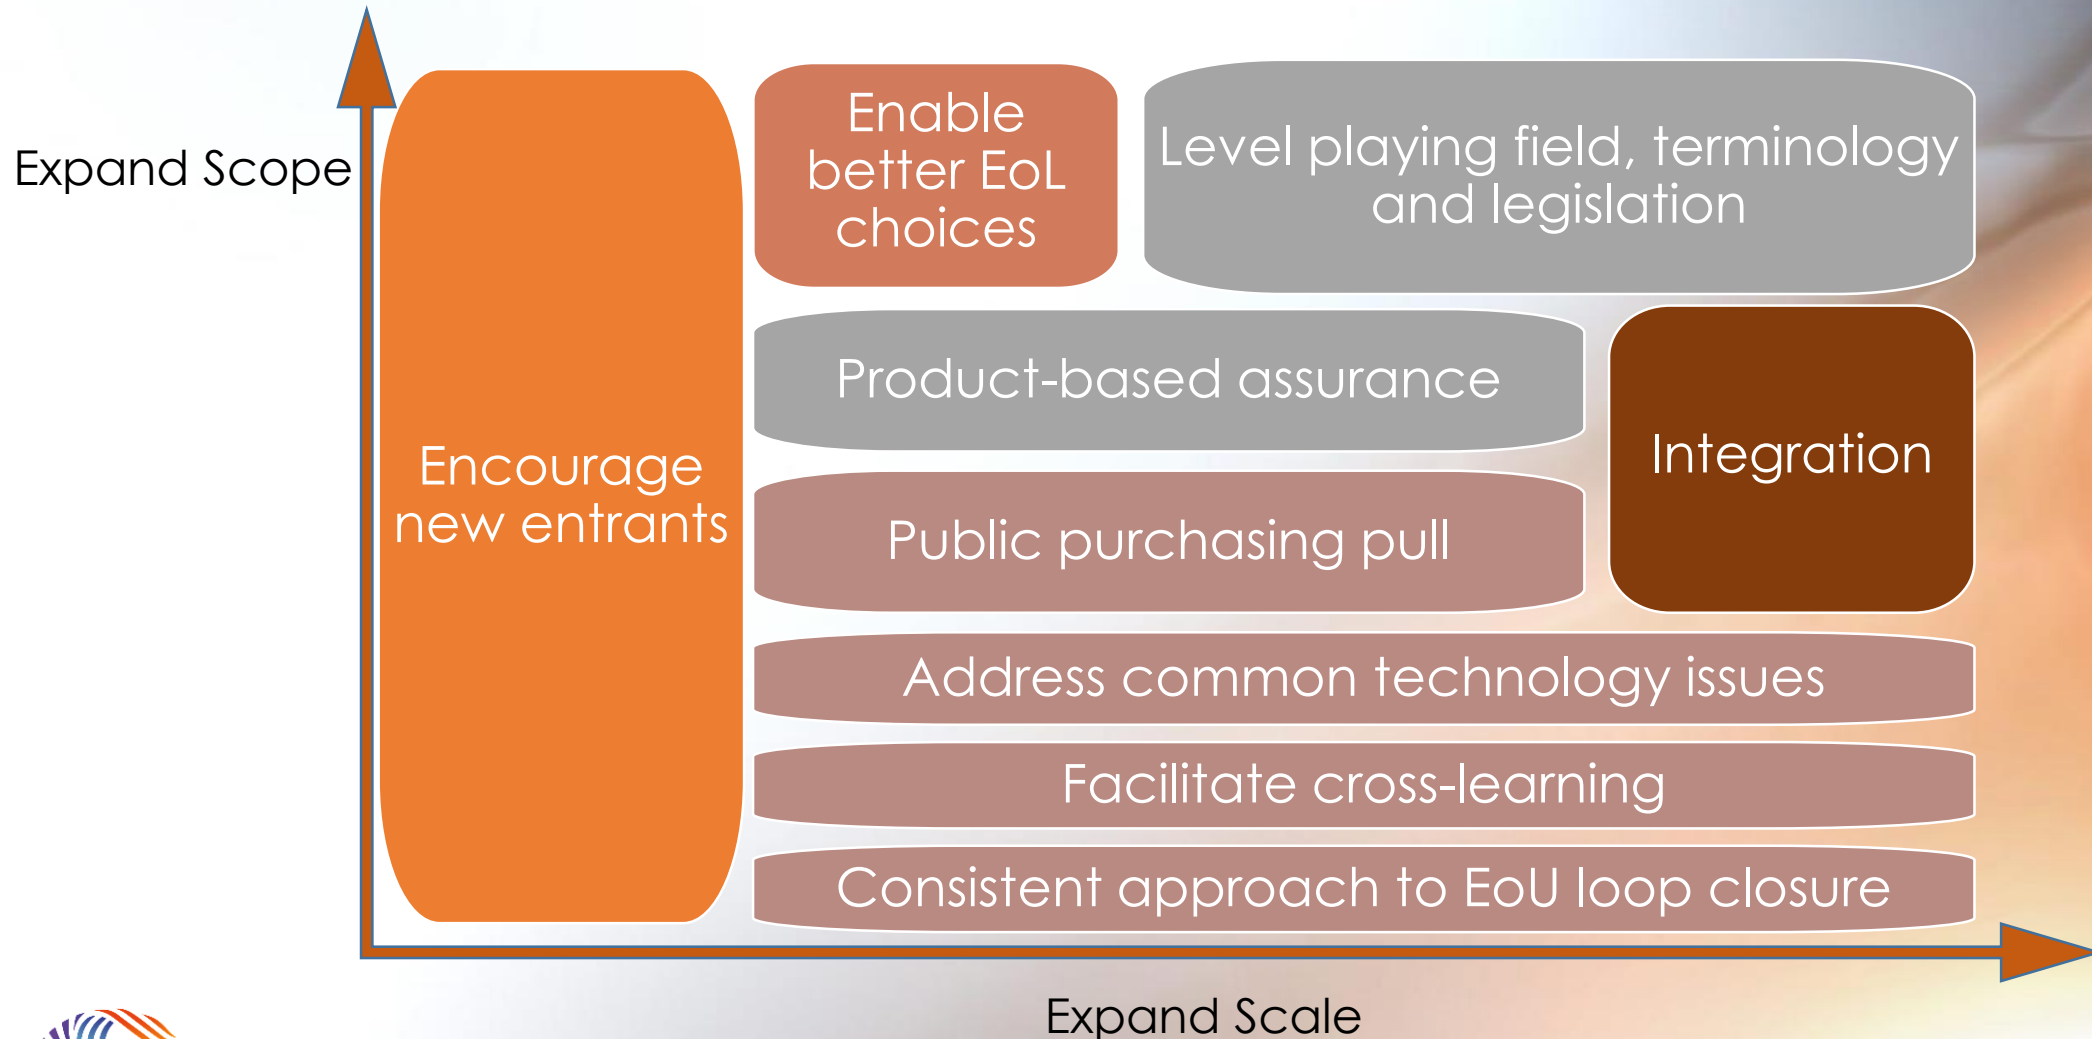 Expand Scope
Encourage
new entrants
Enable
better EoL
choices
Level playing field, terminology
and legislation
Product-based assurance
Integration
Public purchasing pull
Address common technology issues
Facilitate cross-learning
Consistent approach to EoU loop closure
Expand Scale